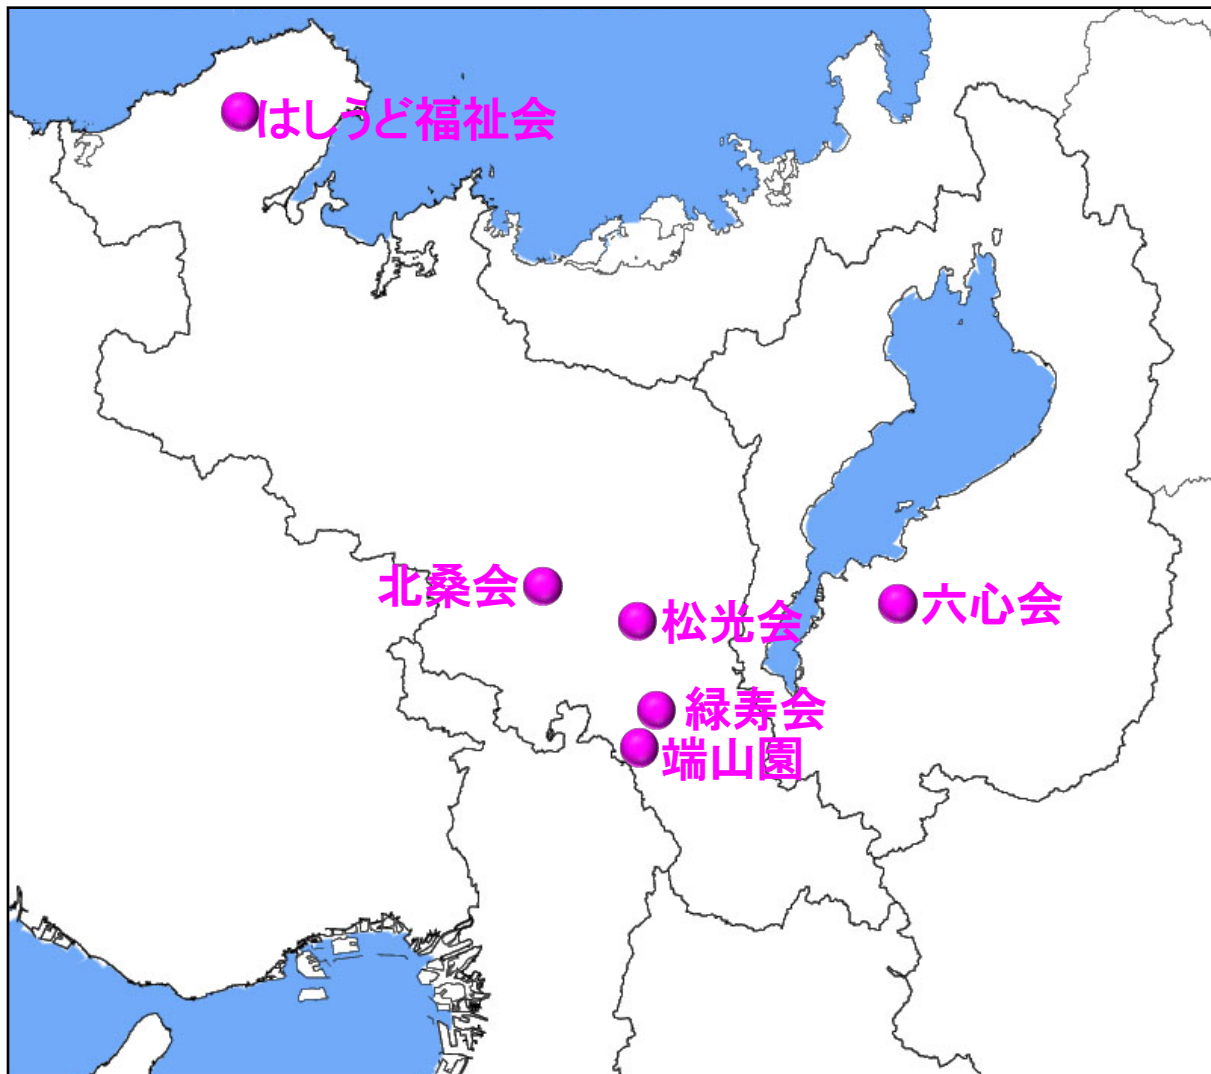 はしうど福祉会
北桑会
松光会
六心会
緑寿会
端山園